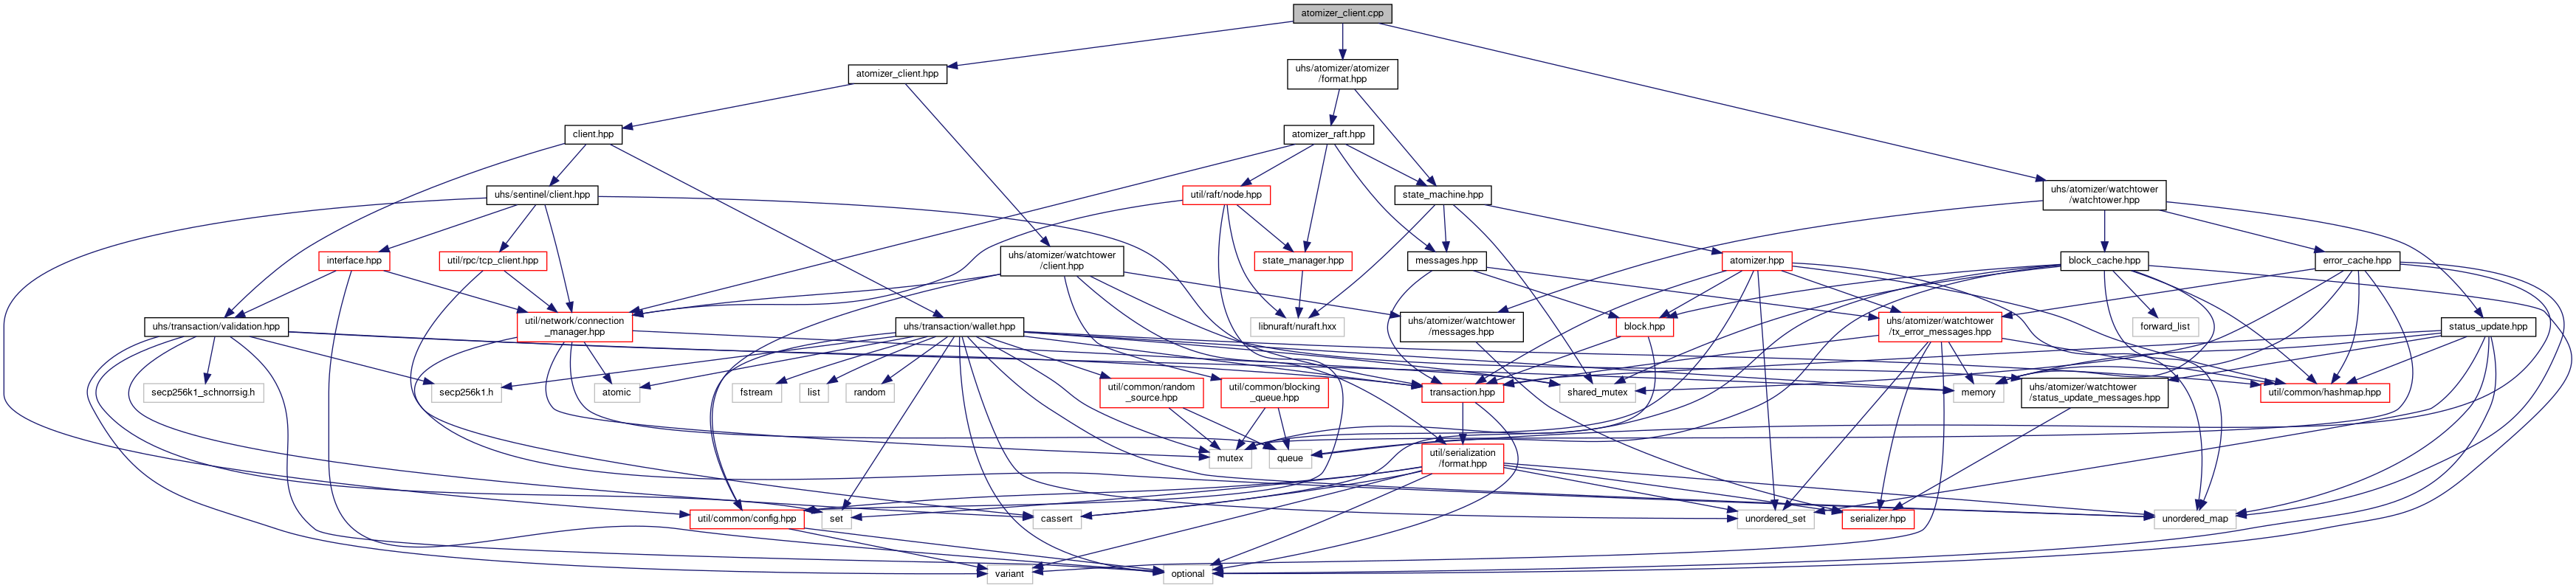 atomizer_client.cpp
atomizer_client.hpp
uhs/atomizer/atomizer
/format.hpp
client.hpp
atomizer_raft.hpp
uhs/sentinel/client.hpp
util/raft/node.hpp
state_machine.hpp
uhs/atomizer/watchtower
/watchtower.hpp
interface.hpp
util/rpc/tcp_client.hpp
uhs/atomizer/watchtower
/client.hpp
state_manager.hpp
messages.hpp
atomizer.hpp
block_cache.hpp
error_cache.hpp
uhs/transaction/validation.hpp
util/network/connection
_manager.hpp
uhs/transaction/wallet.hpp
libnuraft/nuraft.hxx
uhs/atomizer/watchtower
/messages.hpp
block.hpp
uhs/atomizer/watchtower
/tx_error_messages.hpp
forward_list
status_update.hpp
secp256k1_schnorrsig.h
secp256k1.h
atomic
fstream
list
random
util/common/random
_source.hpp
util/common/blocking
_queue.hpp
transaction.hpp
shared_mutex
memory
uhs/atomizer/watchtower
/status_update_messages.hpp
util/common/hashmap.hpp
mutex
queue
util/serialization
/format.hpp
util/common/config.hpp
set
cassert
unordered_set
serializer.hpp
unordered_map
variant
optional